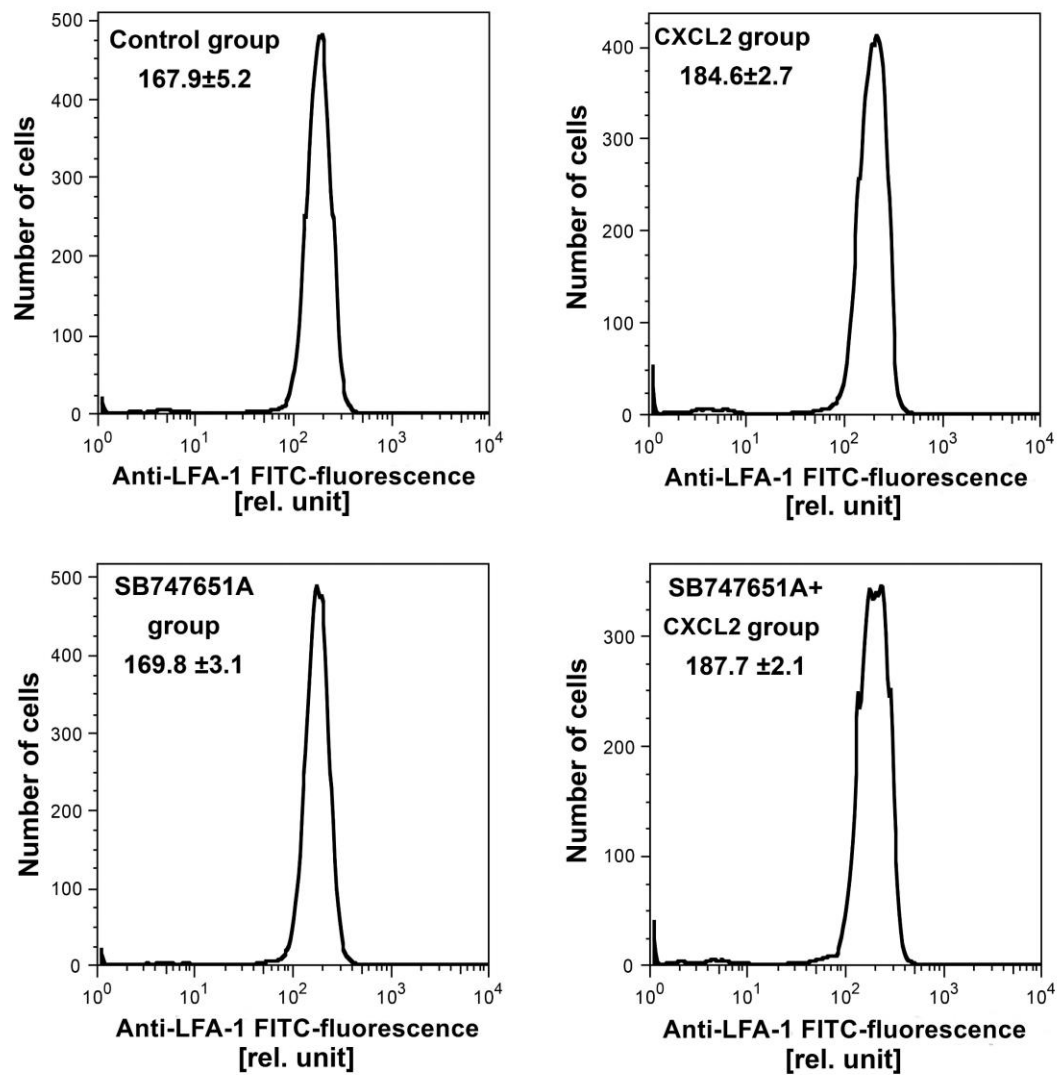 Control group
167.9±5.2
500
400
300
200
100
0
Number of cells
10^0 10^1 10^2 10^3 10^4
Anti-LFA-1 FITC-fluorescence
[rel. unit]
CXCL2 group
184.6±2.7
400
300
200
100
0
Number of cells
10^0 10^1 10^2 10^3 10^4
Anti-LFA-1 FITC-fluorescence
[rel. unit]
SB747651A
group
169.8 ±3.1
500
400
300
200
100
0
Number of cells
10^0 10^1 10^2 10^3 10^4
Anti-LFA-1 FITC-fluorescence
[rel. unit]
SB747651A+
CXCL2 group
187.7 ±2.1
300
200
100
0
Number of cells
10^0 10^1 10^2 10^3 10^4
Anti-LFA-1 FITC-fluorescence
[rel. unit]